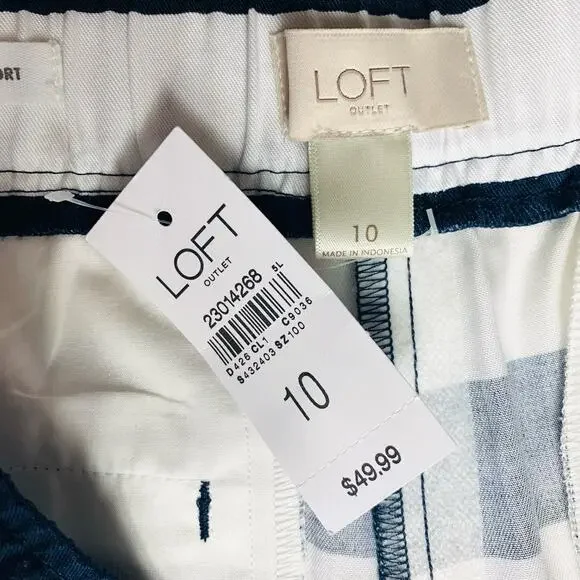 ORT
LOFT
OUTLET
10
MADE IN INDONESIA
LOFT
OUTLET
23014268
5L
D426 CL1 C9036
S432403 SZ100
10
$49.99